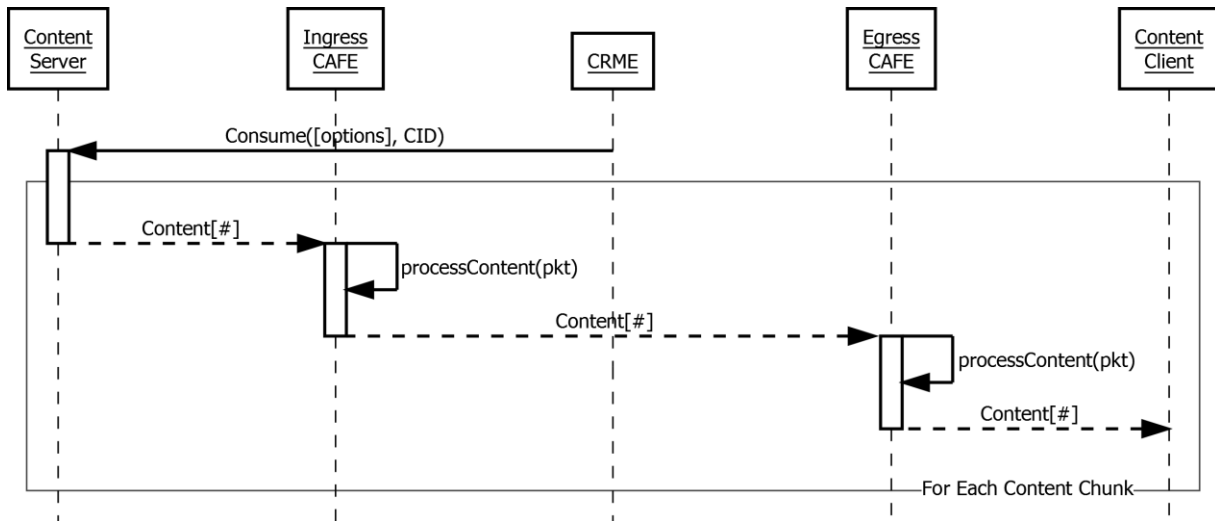 Content
Server
Ingress
CAFE
CRME
Egress
CAFE
Content
Client
Consume([options], CID)
Content[#]
processContent(pkt)
Content[#]
processContent(pkt)
Content[#]
For Each Content Chunk